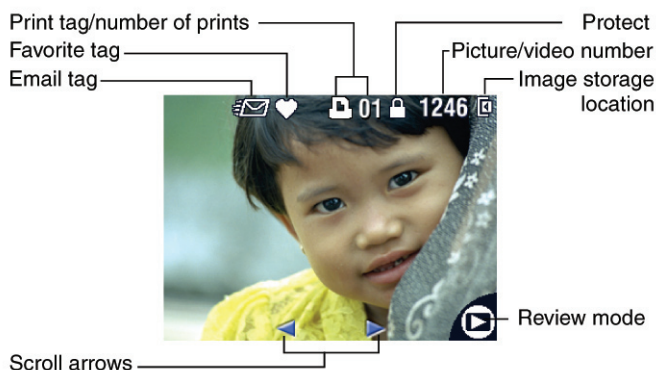 Print tag/number of prints
Protect
Favorite tag
Picture/video number
Email tag
Image storage
location
01 1246
Review mode
Scroll arrows